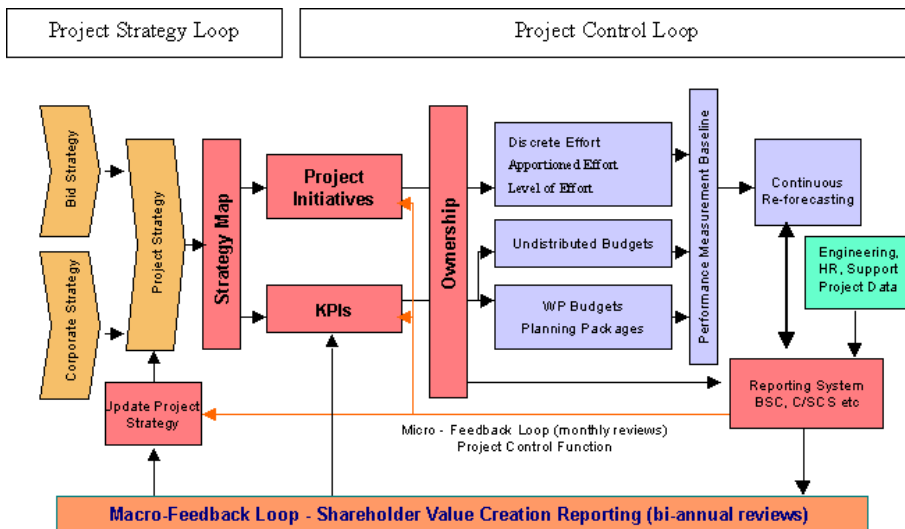 Project Strategy Loop
Project Control Loop
Bid Strategy
Corporate Strategy
Project Strategy
Strategy Map
Project
Initiatives
KPIs
Ownership
Discrete Effort
Apportioned Effort
Level of Effort
Undistributed Budgets
WP Budgets
Planning Packages
Performance Measurement Baseline
Continuous
Re-forecasting
Engineering,
HR, Support
Project Data
Update Project
Strategy
Reporting System
BSC, C/SCS etc
Micro - Feedback Loop (monthly reviews)
Project Control Function
Macro-Feedback Loop - Shareholder Value Creation Reporting (bi-annual reviews)